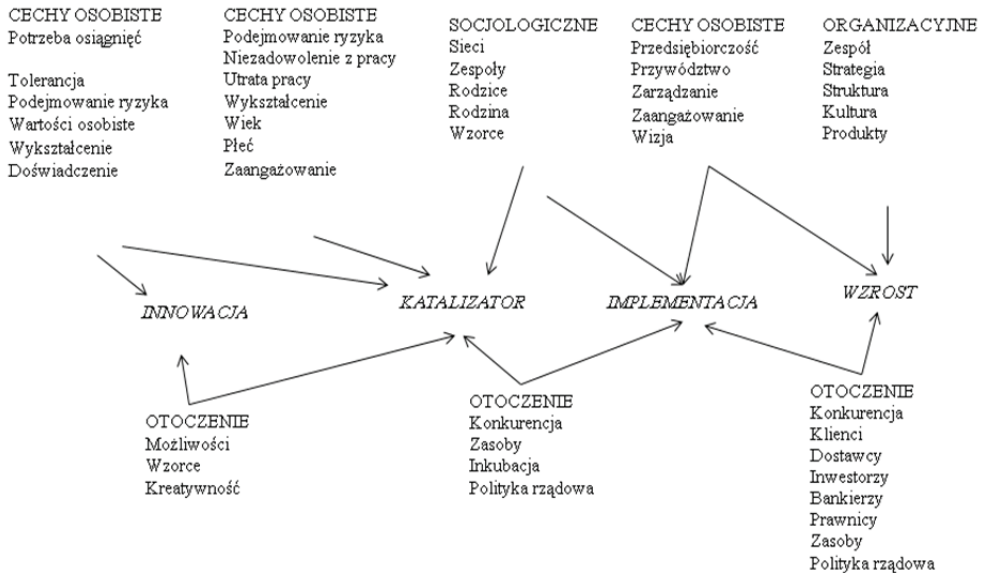 CECHY OSOBISTE
Potrzeba osiągnięć
Tolerancja
Podejmowanie ryzyka
Wartości osobiste
Wykształcenie
Doświadczenie
CECHY OSOBISTE
Podejmowanie ryzyka
Niezadowolenie z pracy
Utrata pracy
Wykształcenie
Wiek
Płeć
Zaangażowanie
SOCJOLOGICZNE
Sieci
Zespoły
Rodzice
Rodzina
Wzorce
CECHY OSOBISTE
Przedsiębiorczość
Przywództwo
Zarządzanie
Zaangażowanie
Wizja
ORGANIZACYJNE
Zespół
Strategia
Struktura
Kultura
Produkty
INNOWACJA
KATALIZATOR
IMPLEMENTACJA
WZROST
OTOCZENIE
Możliwości
Wzorce
Kreatywność
OTOCZENIE
Konkurencja
Zasoby
Inkubacja
Polityka rządowa
OTOCZENIE
Konkurencja
Klienci
Dostawcy
Inwestorzy
Bankierzy
Prawnicy
Zasoby
Polityka rządowa